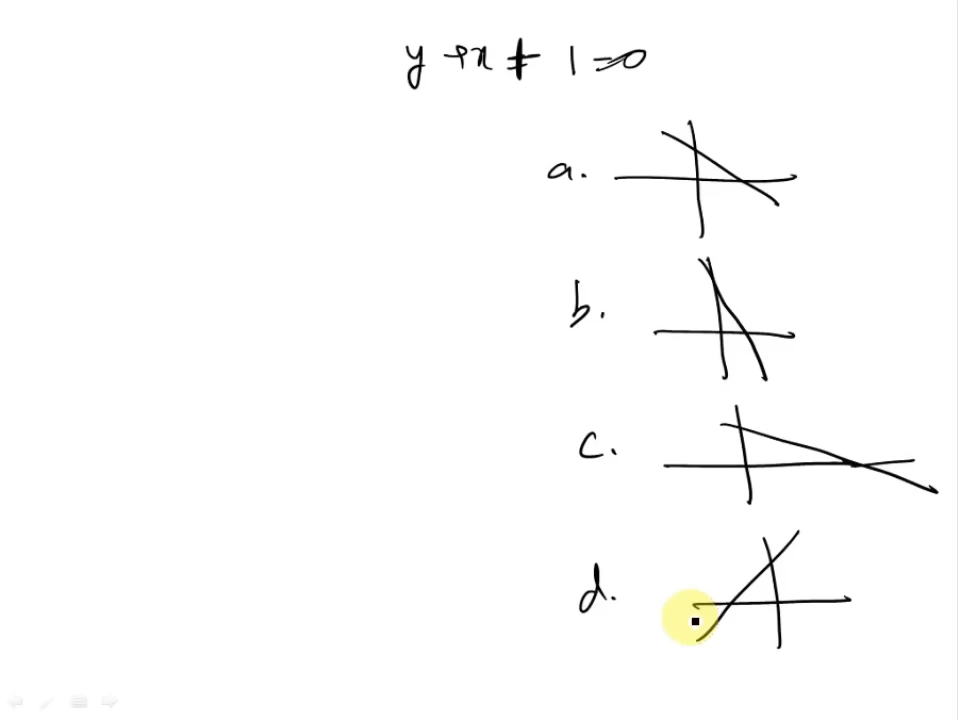 y +x + 1 =0
a.
b.
c.
d.